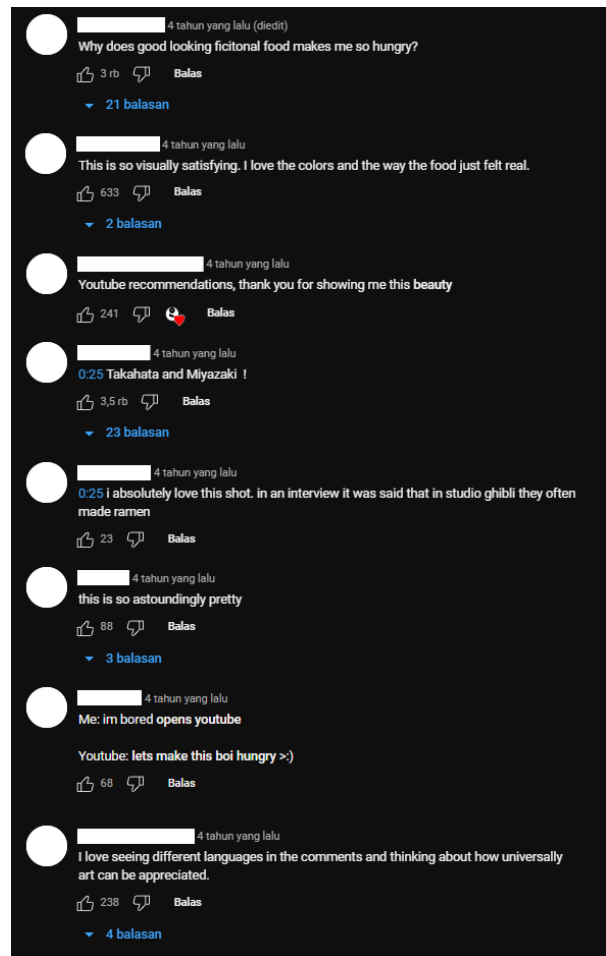 4 tahun yang lalu (diedit)
Why does good looking ficitonal food makes me so hungry?
3 rb Balas
21 balasan
4 tahun yang lalu
This is so visually satisfying. I love the colors and the way the food just felt real.
633 Balas
2 balasan
4 tahun yang lalu
Youtube recommendations, thank you for showing me this beauty
241 Balas
4 tahun yang lalu
0:25 Takahata and Miyazaki !
3,5 rb Balas
23 balasan
4 tahun yang lalu
0:25 i absolutely love this shot. in an interview it was said that in studio ghibli they often
made ramen
23 Balas
4 tahun yang lalu
this is so astoundingly pretty
88 Balas
3 balasan
4 tahun yang lalu
Me: im bored opens youtube
Youtube: lets make this boi hungry >:)
68 Balas
4 tahun yang lalu
I love seeing different languages in the comments and thinking about how universally
art can be appreciated.
238 Balas
4 balasan